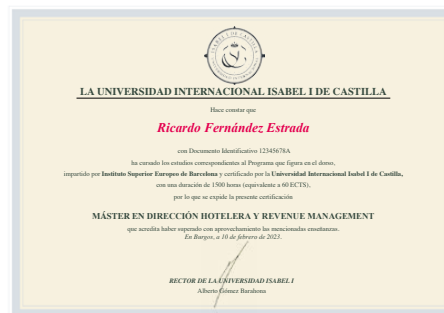 LA UNIVERSIDAD INTERNACIONAL ISABEL I DE CASTILLA
Hace constar que
Ricardo Fernández Estrada
con Documento Identificativo 12345678A
ha cursado los estudios correspondientes al Programa que figura en el dorso,
impartido por Instituto Superior Europeo de Barcelona y certificado por la Universidad Internacional Isabel I de Castilla,
con una duración de 1500 horas (equivalente a 60 ECTS),
por lo que se expide la presente certificación
MÁSTER EN DIRECCIÓN HOTELERA Y REVENUE MANAGEMENT
que acredita haber superado con aprovechamiento las mencionadas enseñanzas.
En Burgos, a 10 de febrero de 2023.
RECTOR DE LA UNIVERSIDAD ISABEL I
Alberto Gómez Barahona